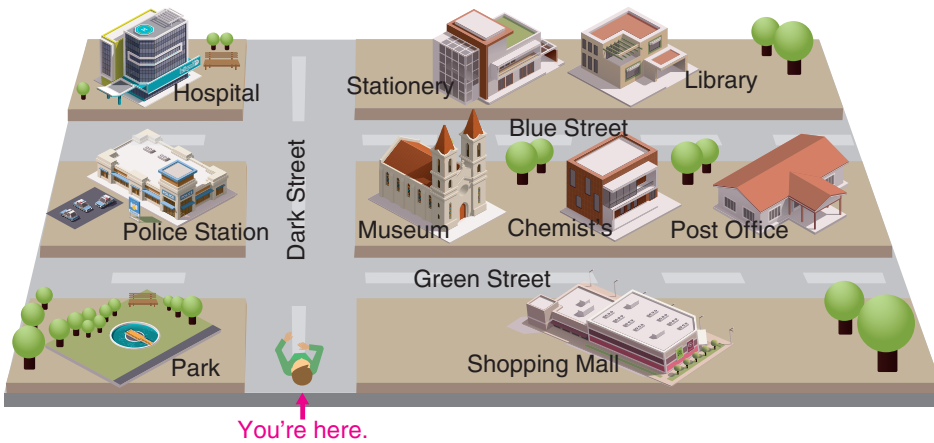 Hospital
Stationery
Library
Blue Street
Dark Street
Police Station
Museum
Chemist's
Post Office
Green Street
Park
Shopping Mall
You're here.